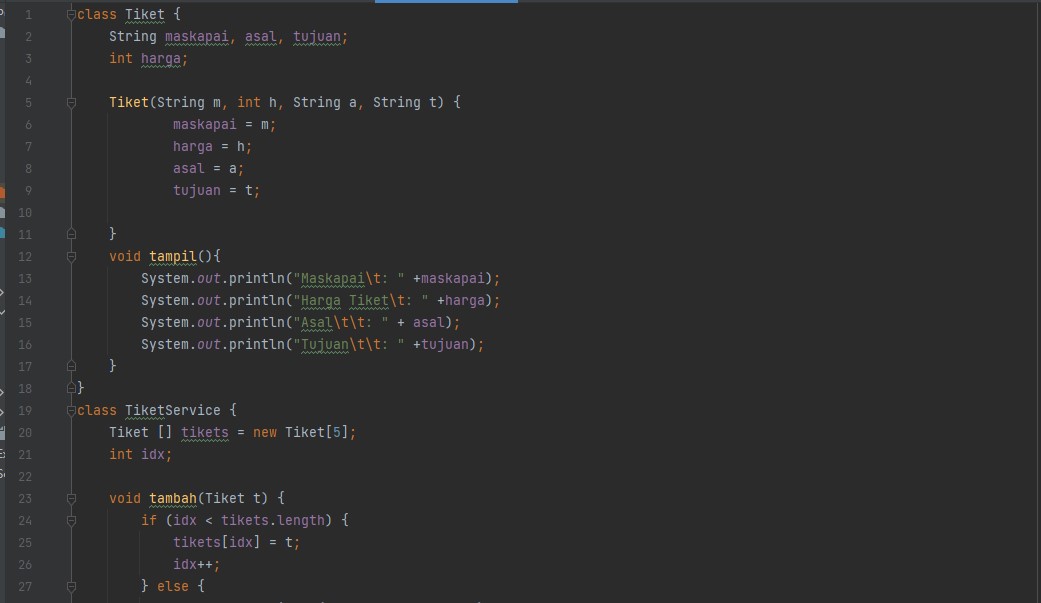 1 class Tiket {
2 String maskapai, asal, tujuan;
3 int harga;
4
5 Tiket(String m, int h, String a, String t) {
6 maskapai = m;
7 harga = h;
8 asal = a;
9 tujuan = t;
10
11 }
12 void tampil(){
13 System.out.println("Maskapai\t: " +maskapai);
14 System.out.println("Harga Tiket\t: " +harga);
15 System.out.println("Asal\t\t: " + asal);
16 System.out.println("Tujuan\t\t: " +tujuan);
17 }
18 }
19 class TiketService {
20 Tiket [] tikets = new Tiket[5];
21 int idx;
22
23 void tambah(Tiket t) {
24 if (idx < tikets.length) {
25 tikets[idx] = t;
26 idx++;
27 } else {